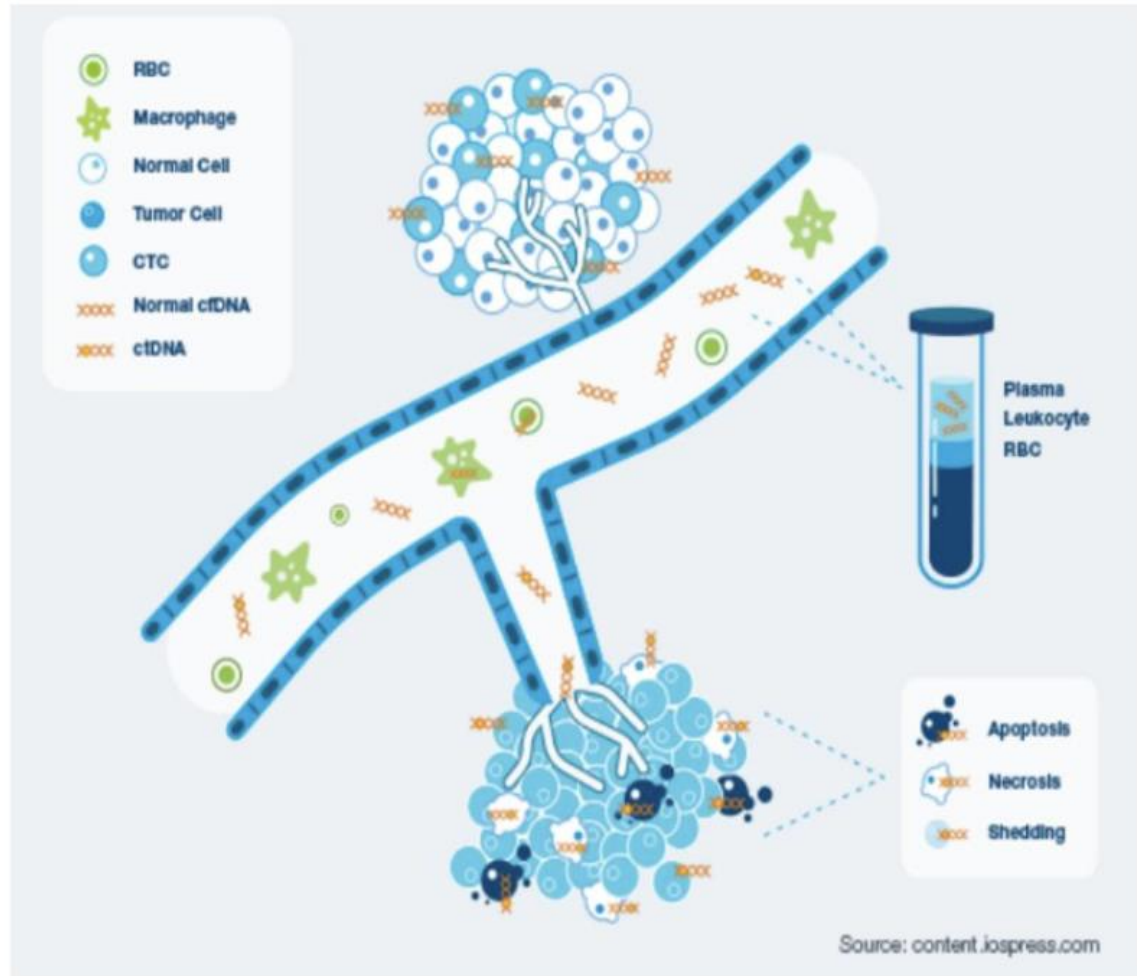 RBC
Macrophage
Normal Cell
Tumor Cell
CTC
Normal cfDNA
ctDNA
Plasma
Leukocyte
RBC
Apoptosis
Necrosis
Shedding
Source: content.iospress.com